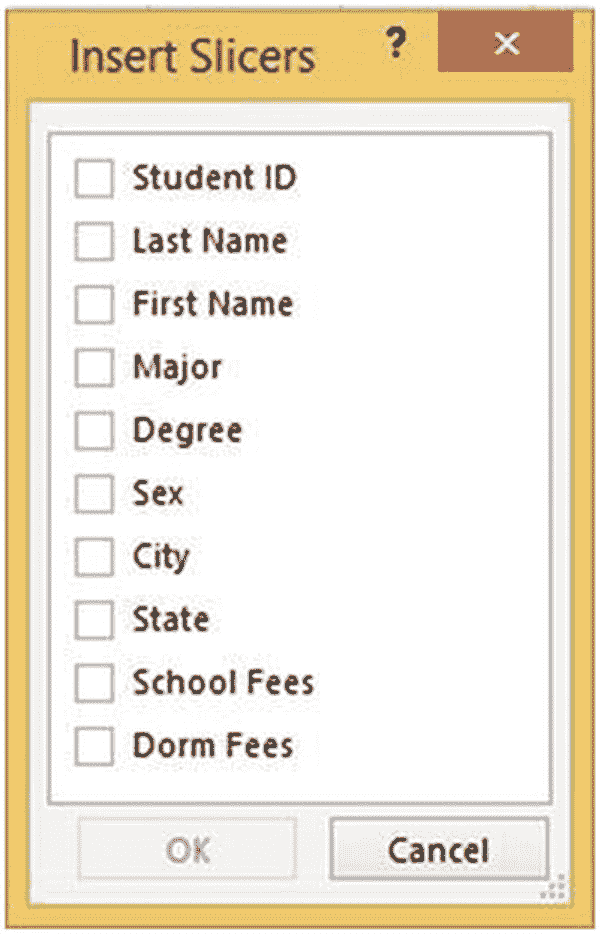 Insert Slicers ? ×
Student ID
Last Name
First Name
Major
Degree
Sex
City
State
School Fees
Dorm Fees
OK Cancel